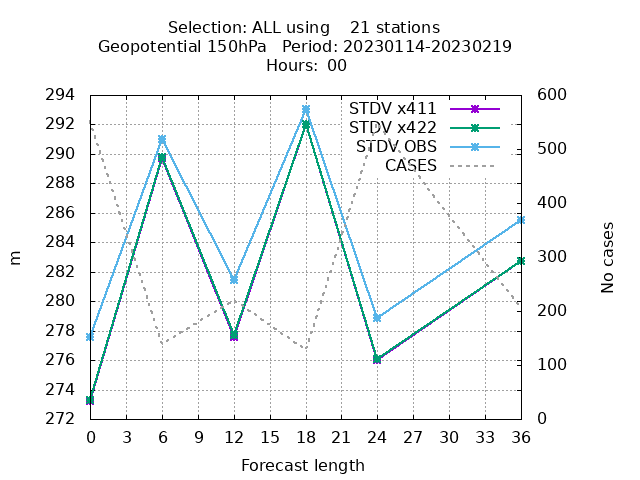 Selection: ALL using    21 stations
Geopotential 150hPa   Period: 20230114-20230219
Hours:  00
294
292
290
288
286
284
282
280
278
276
274
272
m
600
500
400
300
200
100
0
No cases
STDV x411
STDV x422
STDV OBS
CASES
0 3 6 9 12 15 18 21 24 27 30 33 36
Forecast length